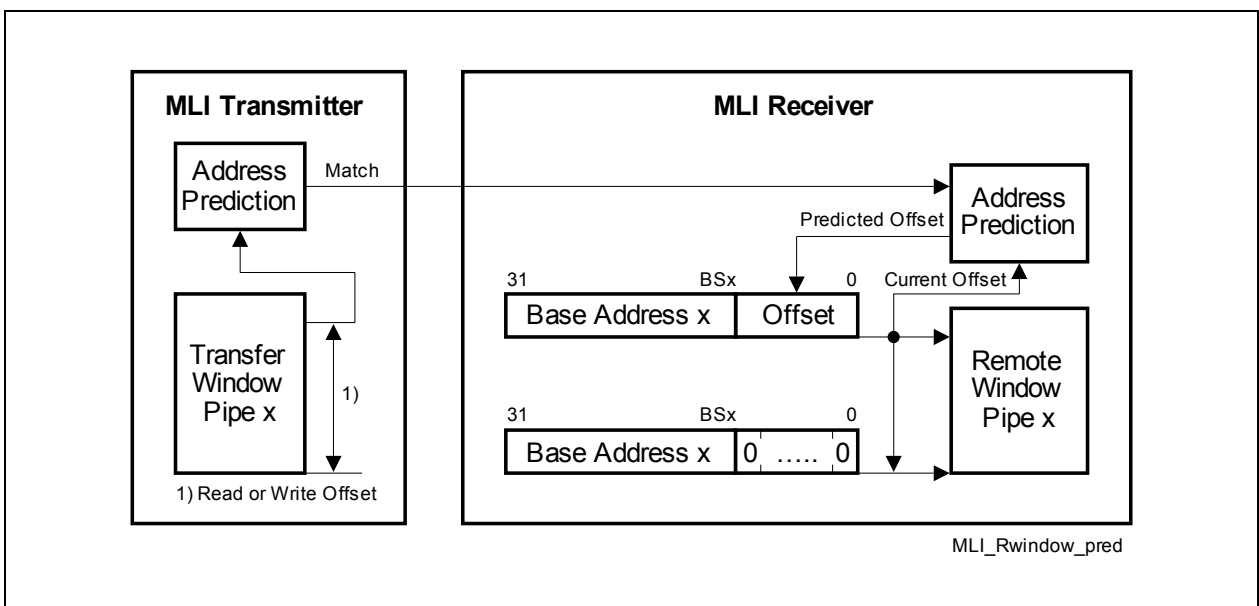 MLI Transmitter
Address
Prediction
Match
Transfer
Window
Pipe x
1)
1) Read or Write Offset
MLI Receiver
Address
Prediction
Predicted Offset
31 BSx 0
Current Offset
Base Address x Offset
Remote
Window
Pipe x
31 BSx 0
Base Address x 0 ..... 0
MLI_Rwindow_pred